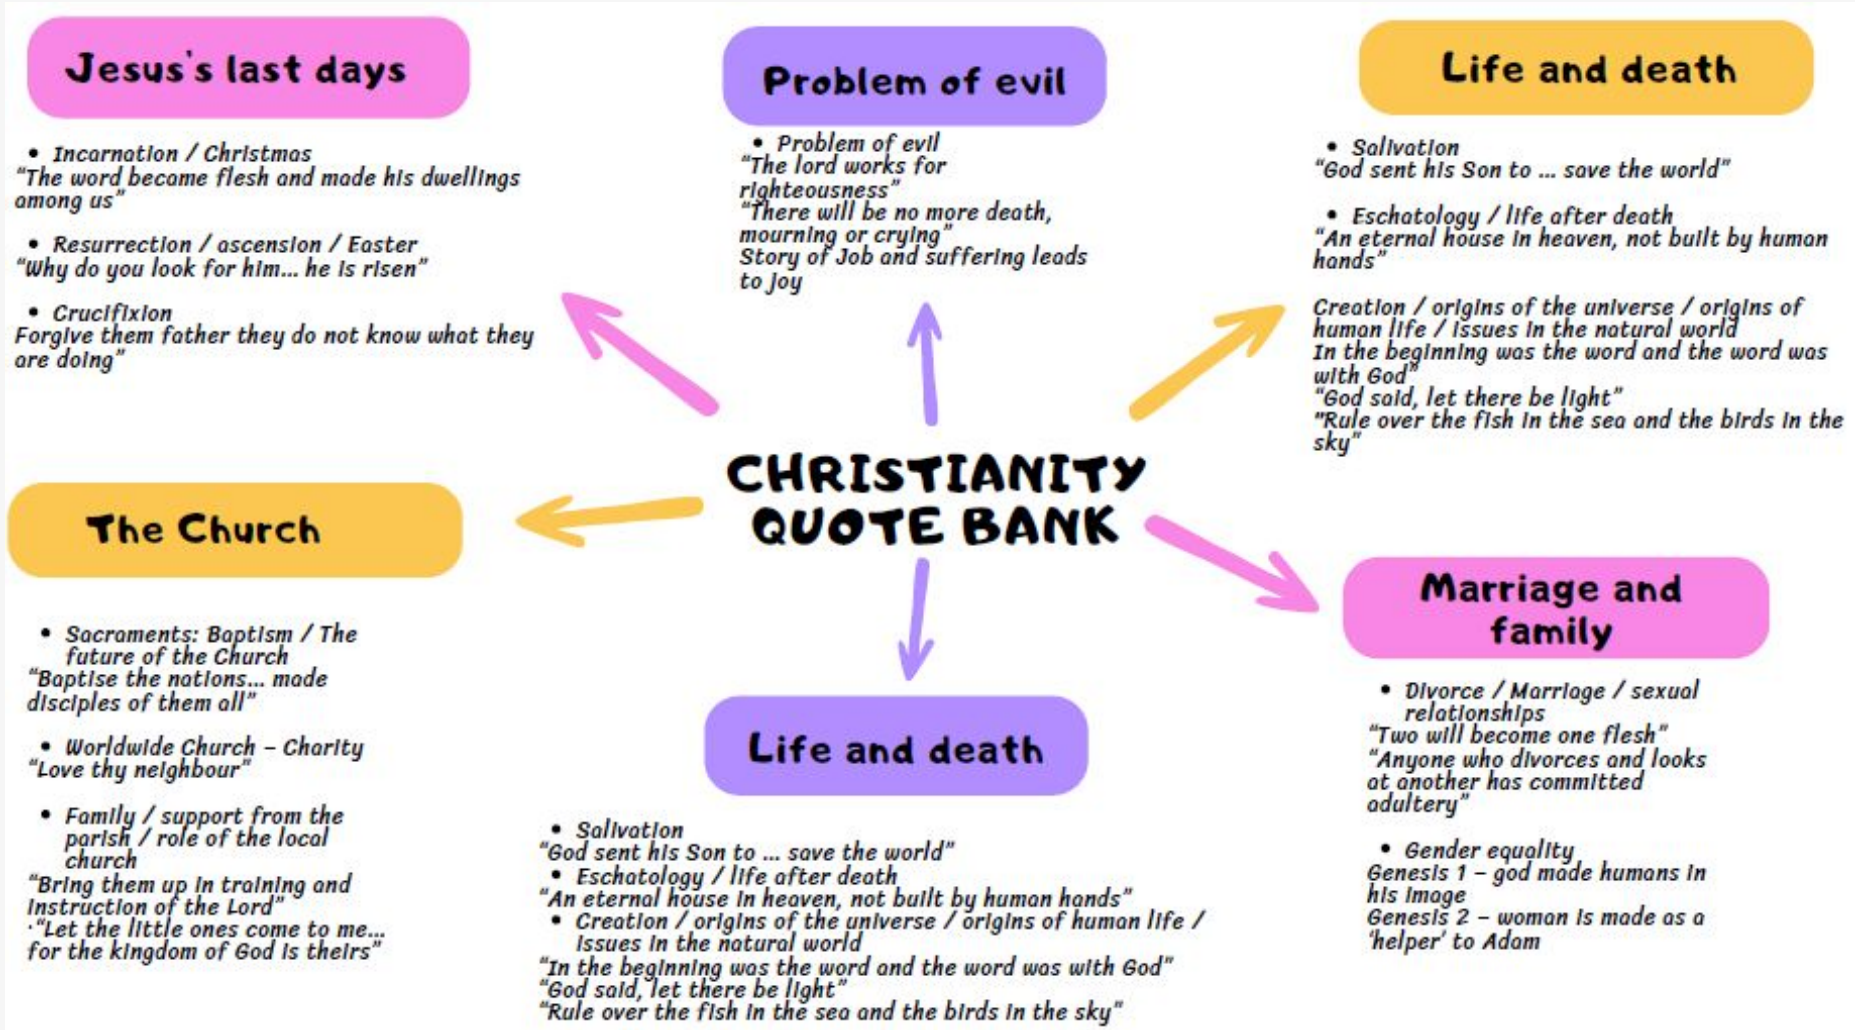 Jesus's last days
• Incarnation / Christmas
"The word became flesh and made his dwellings
among us"
• Resurrection / ascension / Easter
"Why do you look for him... he is risen"
• Crucifixion
Forgive them father they do not know what they
are doing"
Problem of evil
• Problem of evil
"The lord works for
righteousness"
"There will be no more death,
mourning or crying"
Story of Job and suffering leads
to joy
Life and death
• Salivation
"God sent his Son to ... save the world"
• Eschatology / life after death
"An eternal house in heaven, not built by human
hands"
Creation / origins of the universe / origins of
human life / issues in the natural world
In the beginning was the word and the word was
with God"
"God said, let there be light"
"Rule over the fish in the sea and the birds in the
sky"
CHRISTIANITY
QUOTE BANK
The Church
• Sacraments: Baptism / The
future of the Church
"Baptise the nations... made
disciples of them all"
• Worldwide Church – Charity
"Love thy neighbour"
• Family / support from the
parish / role of the local
church
"Bring them up in training and
instruction of the Lord"
·"Let the little ones come to me...
for the kingdom of God is theirs"
Life and death
• Salivation
"God sent his Son to ... save the world"
• Eschatology / life after death
"An eternal house in heaven, not built by human hands"
• Creation / origins of the universe / origins of human life /
issues in the natural world
"In the beginning was the word and the word was with God"
"God said, let there be light"
"Rule over the fish in the sea and the birds in the sky"
Marriage and
family
• Divorce / Marriage / sexual
relationships
"Two will become one flesh"
"Anyone who divorces and looks
at another has committed
adultery"
• Gender equality
Genesis 1 – god made humans in
his image
Genesis 2 – woman is made as a
'helper' to Adam